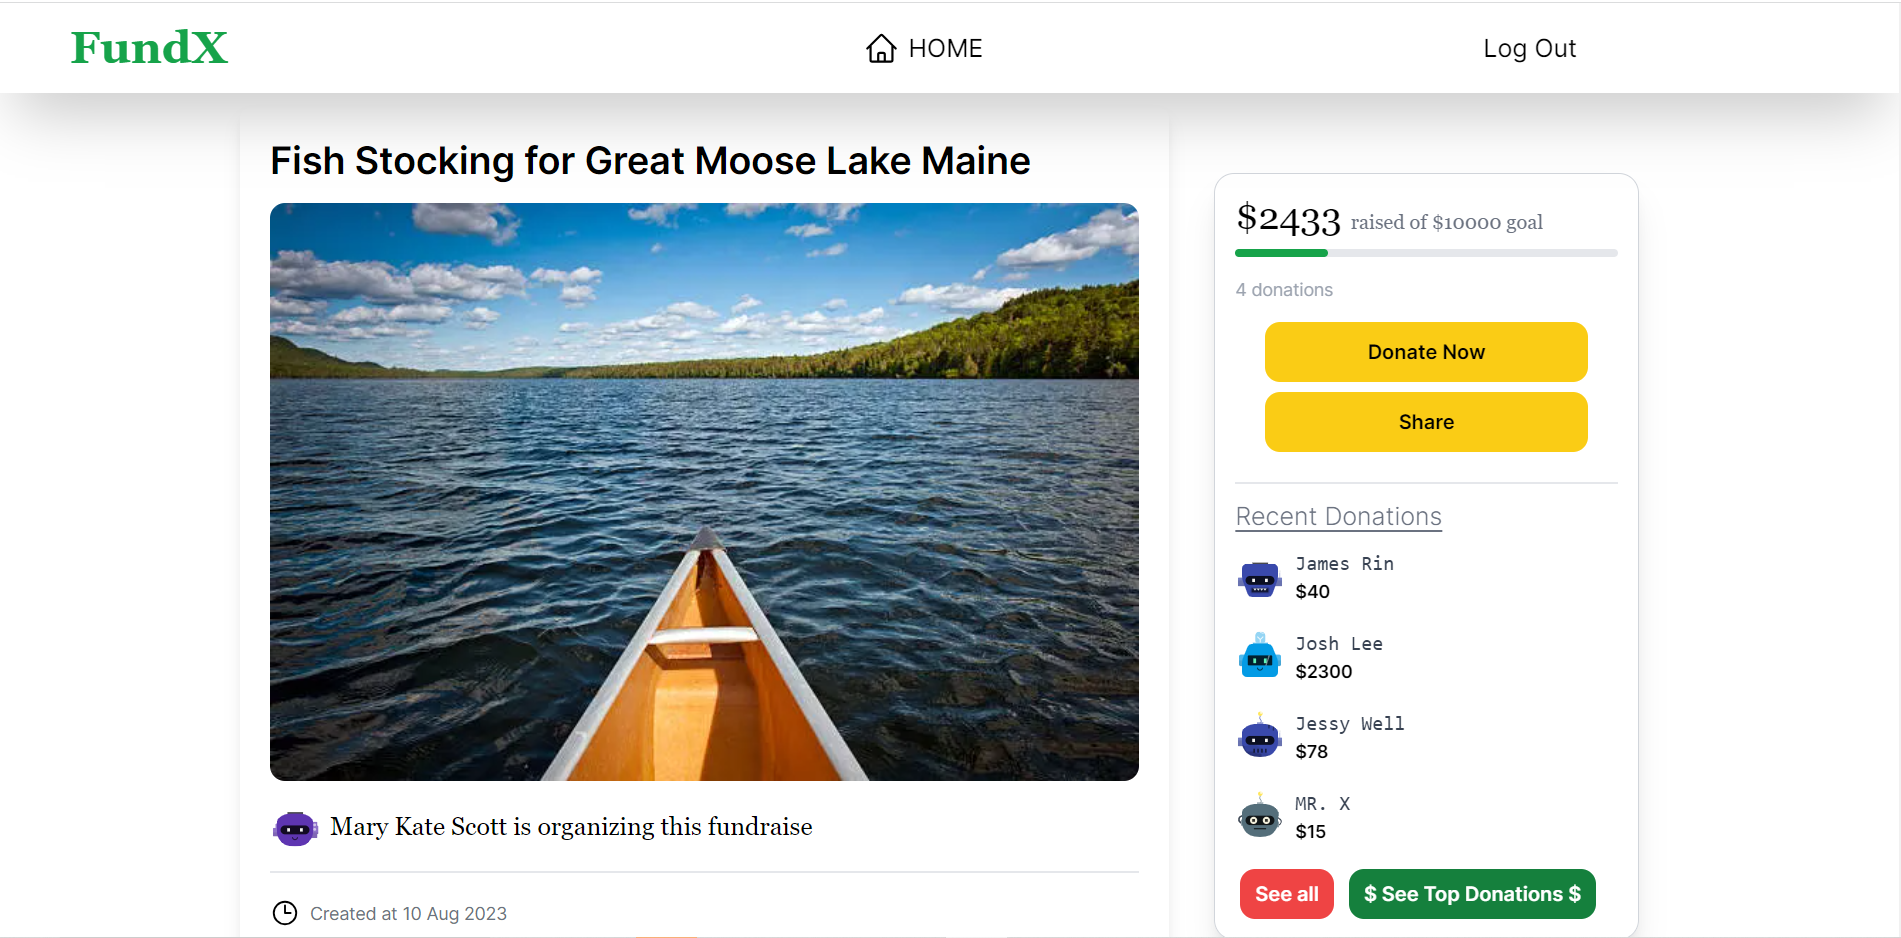 FundX
HOME
Log Out
Fish Stocking for Great Moose Lake Maine
Mary Kate Scott is organizing this fundraise
Created at 10 Aug 2023
$2433 raised of $10000 goal
4 donations
Donate Now
Share
Recent Donations
James Rin
$40
Josh Lee
$2300
Jessy Well
$78
MR. X
$15
See all
$ See Top Donations $